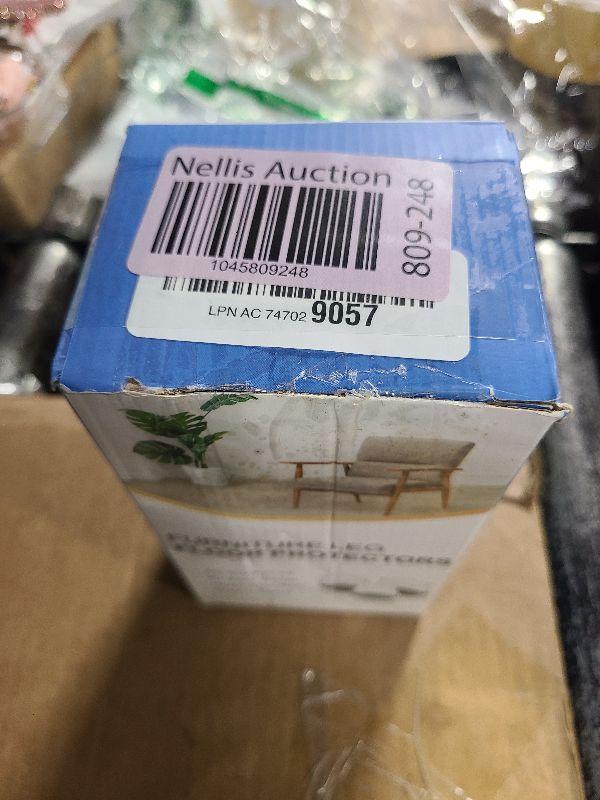 Nellis Auction
1045809248
809-248
LPN AC 74702 9057
FURNITURE LEG
FLOOR PROTECTORS